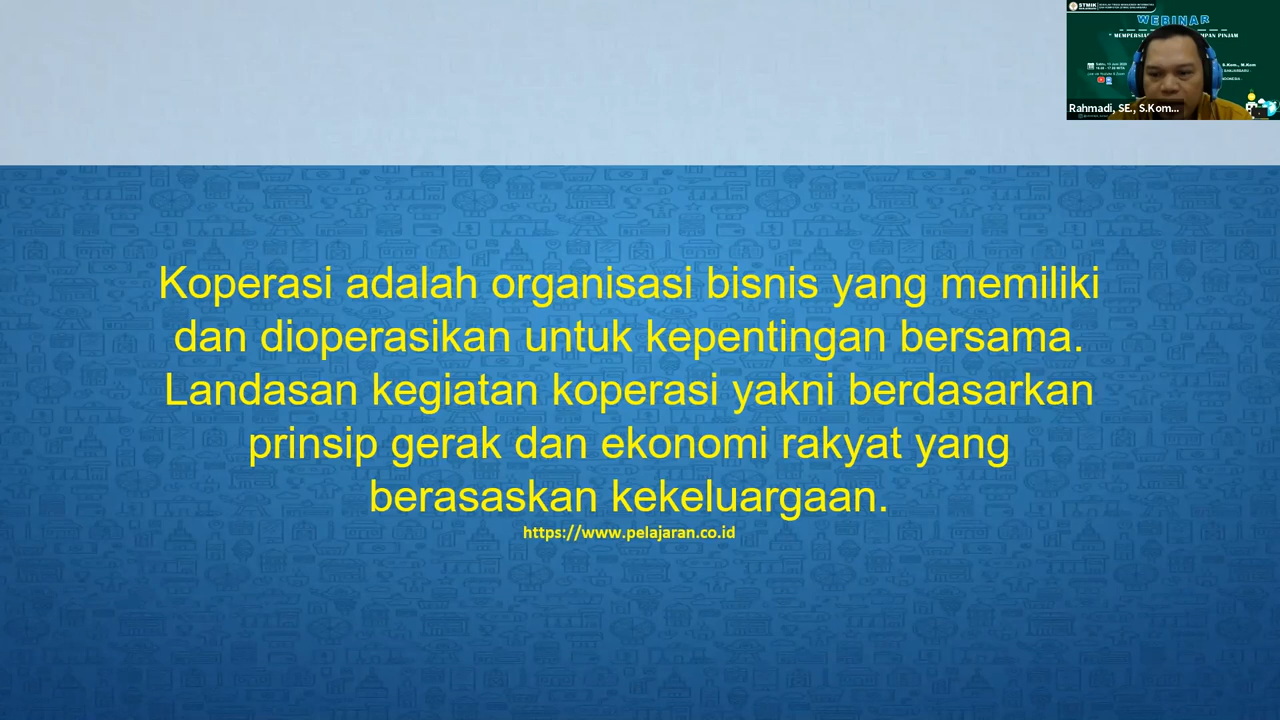 STMIK
WEBINAR
Rahmadi, SE., S.Kom...
Koperasi adalah organisasi bisnis yang memiliki
dan dioperasikan untuk kepentingan bersama.
Landasan kegiatan koperasi yakni berdasarkan
prinsip gerak dan ekonomi rakyat yang
berasaskan kekeluargaan.
https://www.pelajaran.co.id